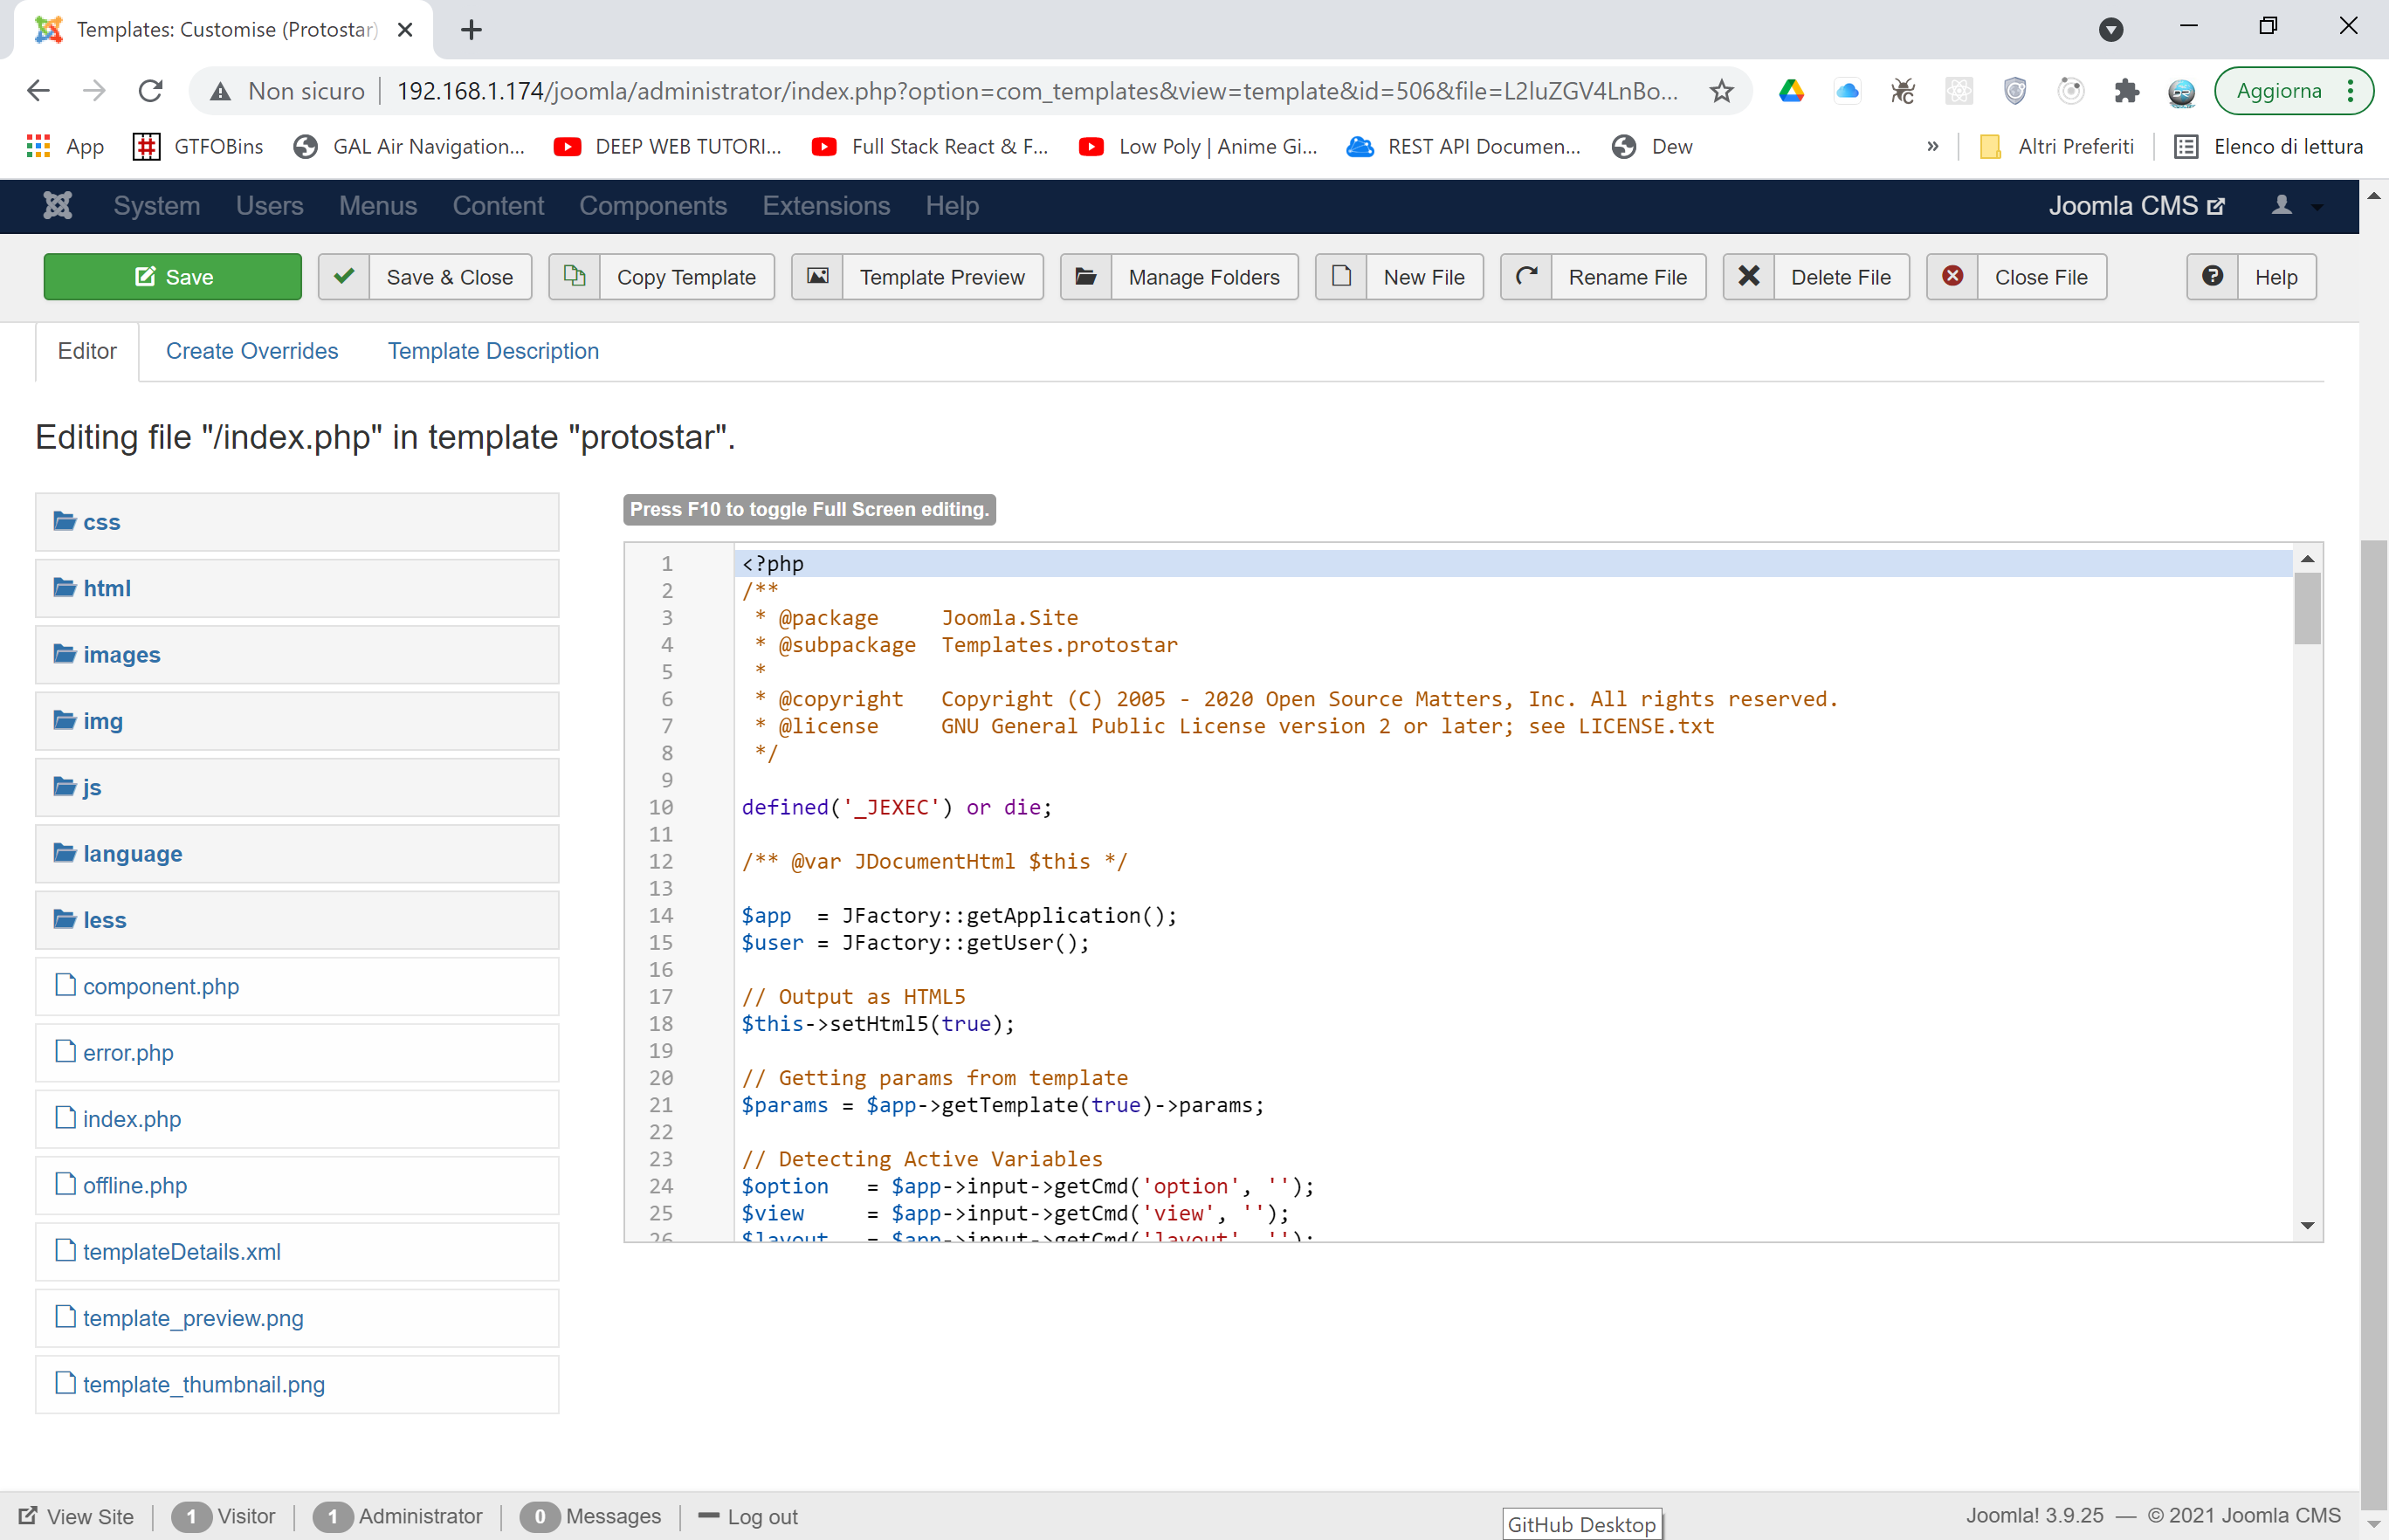 Templates: Customise (Protostar)
Non sicuro
192.168.1.174/joomla/administrator/index.php?option=com_templates&view=template&id=506&file=L2luZGV4LnBo...
Aggiorna
App
GTFOBins
GAL Air Navigation...
DEEP WEB TUTORI...
Full Stack React & F...
Low Poly | Anime Gi...
REST API Documen...
Dew
»
Altri Preferiti
Elenco di lettura
System
Users
Menus
Content
Components
Extensions
Help
Joomla CMS
Save
Save & Close
Copy Template
Template Preview
Manage Folders
New File
Rename File
Delete File
Close File
Help
Editor
Create Overrides
Template Description
Editing file "/index.php" in template "protostar".
css
html
images
img
js
language
less
component.php
error.php
index.php
offline.php
templateDetails.xml
template_preview.png
template_thumbnail.png
Press F10 to toggle Full Screen editing.
1 <?php
2 /**
3  * @package     Joomla.Site
4  * @subpackage  Templates.protostar
5  *
6  * @copyright   Copyright (C) 2005 - 2020 Open Source Matters, Inc. All rights reserved.
7  * @license     GNU General Public License version 2 or later; see LICENSE.txt
8  */
9
10 defined('_JEXEC') or die;
11
12 /** @var JDocumentHtml $this */
13
14 $app  = JFactory::getApplication();
15 $user = JFactory::getUser();
16
17 // Output as HTML5
18 $this->setHtml5(true);
19
20 // Getting params from template
21 $params = $app->getTemplate(true)->params;
22
23 // Detecting Active Variables
24 $option   = $app->input->getCmd('option', '');
25 $view     = $app->input->getCmd('view', '');
26 $layout   = $app->input->getCmd('layout', '');
View Site
1 Visitor
1 Administrator
0 Messages
Log out
GitHub Desktop
Joomla! 3.9.25 — © 2021 Joomla CMS